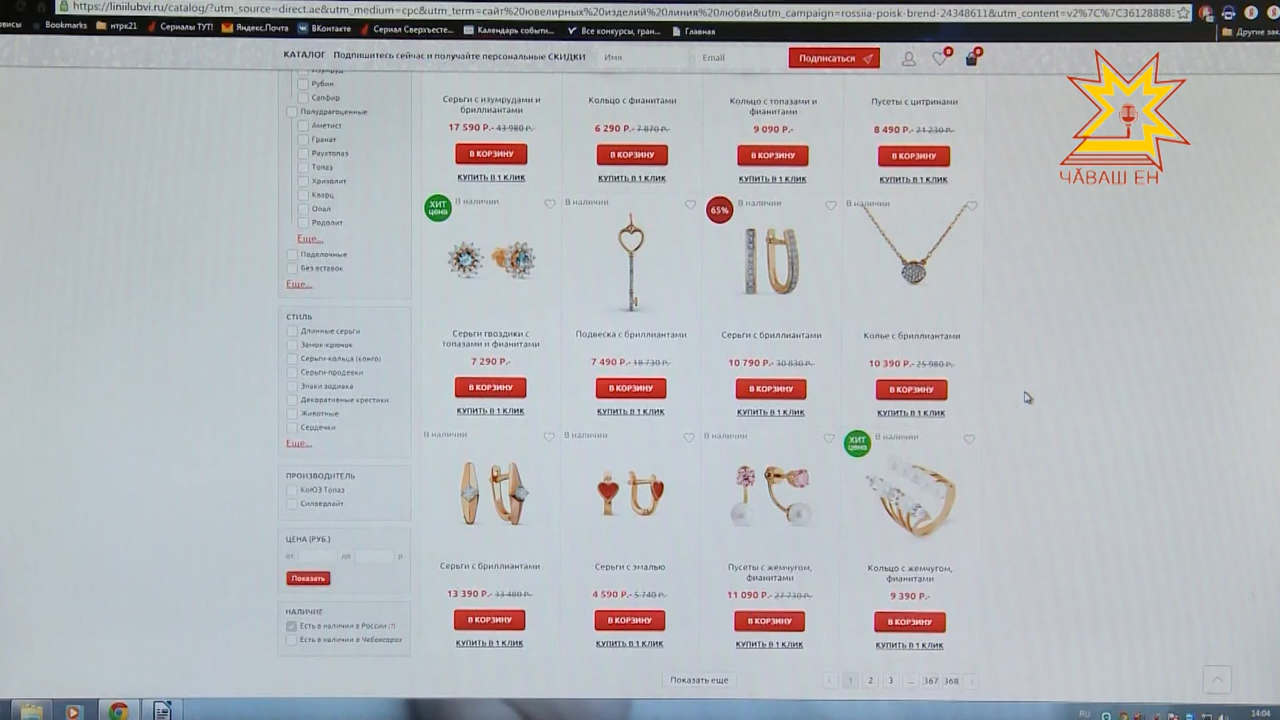 https://liniilubvi.ru/catalog/?utm_source=direct.ae&utm_medium=cpc&utm_term=сайт%20ювелирных%20изделий%20линия%20любви&utm_campaign=rossiia-poisk-brend-24348611&utm_content=v2%7C%7C36128888
Bookmarks нтрк21 Сериалы ТУТ! Яндекс.Почта ВКонтакте Сериал Сверхъесте... Календарь событи... Все конкурсы, гран... Главная Другие зак
КАТАЛОГ Подпишитесь сейчас и получайте персональные СКИДКИ Имя Email Подписаться 0 0
ЧӐВАШ ЕН
Рубин
Сапфир
Полудрагоценные
Аметист
Гранат
Раухтопаз
Топаз
Хризолит
Кварц
Опал
Родолит
Еще...
Поделочные
Без вставок
Еще...
СТИЛЬ
Длинные серьги
Замок-крючок
Серьги-кольца (конго)
Серьги-продевки
Знаки зодиака
Декоративные крестики
Животные
Сердечки
Еще...
ПРОИЗВОДИТЕЛЬ
КоЮЗ Топаз
Силверлайт
ЦЕНА (РУБ.)
от до р.
Показать
НАЛИЧИЕ
Есть в наличии в России (?)
Есть в наличии в Чебоксарах
Серьги с изумрудами и
бриллиантами
17 590 Р.- 43 980 Р.-
В КОРЗИНУ
КУПИТЬ В 1 КЛИК
Кольцо с фианитами
6 290 Р.- 7 870 Р.-
В КОРЗИНУ
КУПИТЬ В 1 КЛИК
Кольцо с топазами и
фианитами
9 090 Р.-
В КОРЗИНУ
КУПИТЬ В 1 КЛИК
Пусеты с цитринами
8 490 Р.- 21 230 Р.-
В КОРЗИНУ
КУПИТЬ В 1 КЛИК
ХИТ
цена
В наличии
Серьги гвоздики с
топазами и фианитами
7 290 Р.-
В КОРЗИНУ
КУПИТЬ В 1 КЛИК
В наличии
Подвеска с бриллиантами
7 490 Р.- 18 730 Р.-
В КОРЗИНУ
КУПИТЬ В 1 КЛИК
65%
В наличии
Серьги с бриллиантами
10 790 Р.- 30 830 Р.-
В КОРЗИНУ
КУПИТЬ В 1 КЛИК
В наличии
Колье с бриллиантами
10 390 Р.- 25 980 Р.-
В КОРЗИНУ
КУПИТЬ В 1 КЛИК
В наличии
Серьги с бриллиантами
13 390 Р.- 33 480 Р.-
В КОРЗИНУ
КУПИТЬ В 1 КЛИК
В наличии
Серьги с эмалью
4 590 Р.- 5 740 Р.-
В КОРЗИНУ
КУПИТЬ В 1 КЛИК
В наличии
Пусеты с жемчугом,
фианитами
11 090 Р.- 27 730 Р.-
В КОРЗИНУ
КУПИТЬ В 1 КЛИК
ХИТ
цена
В наличии
Кольцо с жемчугом,
фианитами
9 390 Р.-
В КОРЗИНУ
КУПИТЬ В 1 КЛИК
Показать еще
1 2 3 ... 367 368
RU 14:04